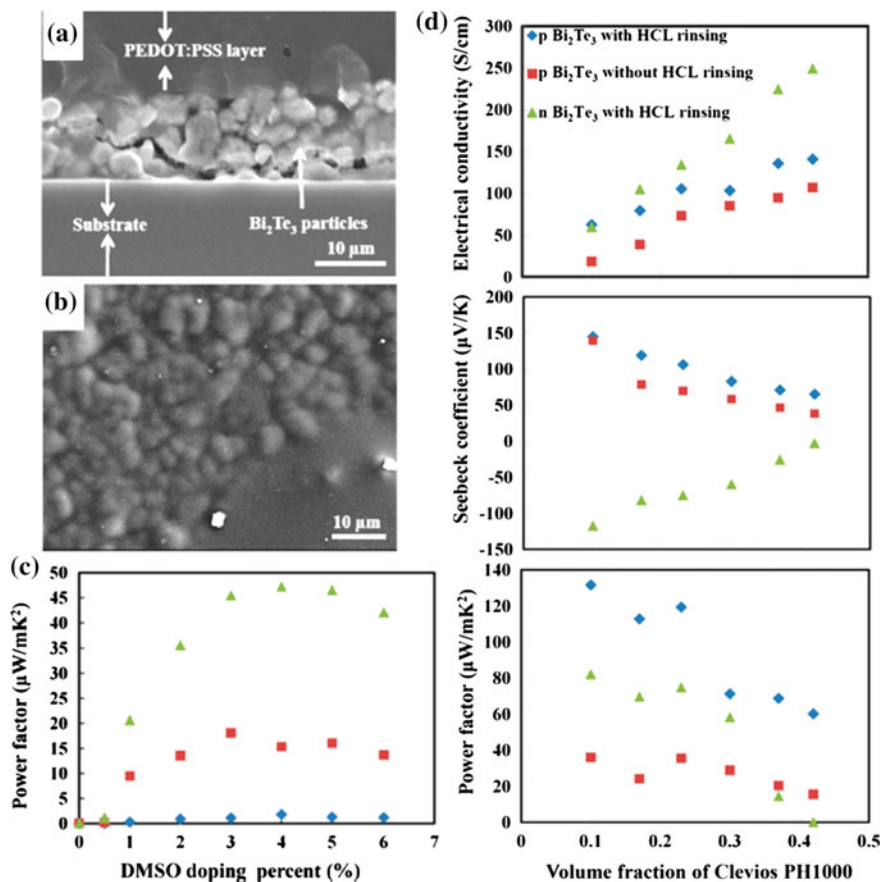 (a)
PEDOT:PSS layer
Substrate
Bi₂Te₃ particles
10 µm
(b)
10 µm
(c)
Power factor (µW/mK²)
50
45
40
35
30
25
20
15
10
5
0
0 1 2 3 4 5 6 7
DMSO doping percent (%)
(d)
Electrical conductivity (S/cm)
300
250
200
150
100
50
0
p Bi₂Te₃ with HCL rinsing
p Bi₂Te₃ without HCL rinsing
n Bi₂Te₃ with HCL rinsing
Seebeck coefficient (µV/K)
200
150
100
50
0
-50
-100
-150
Power factor (µW/mK²)
140
120
100
80
60
40
20
0
0 0.1 0.2 0.3 0.4 0.5
Volume fraction of Clevios PH1000